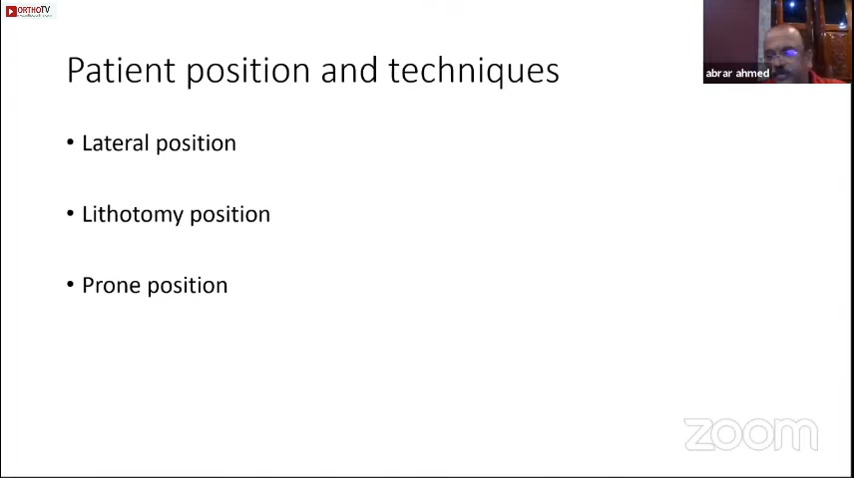 ORTHOTV
Patient position and techniques
abrar ahmed
• Lateral position
• Lithotomy position
• Prone position
zoom